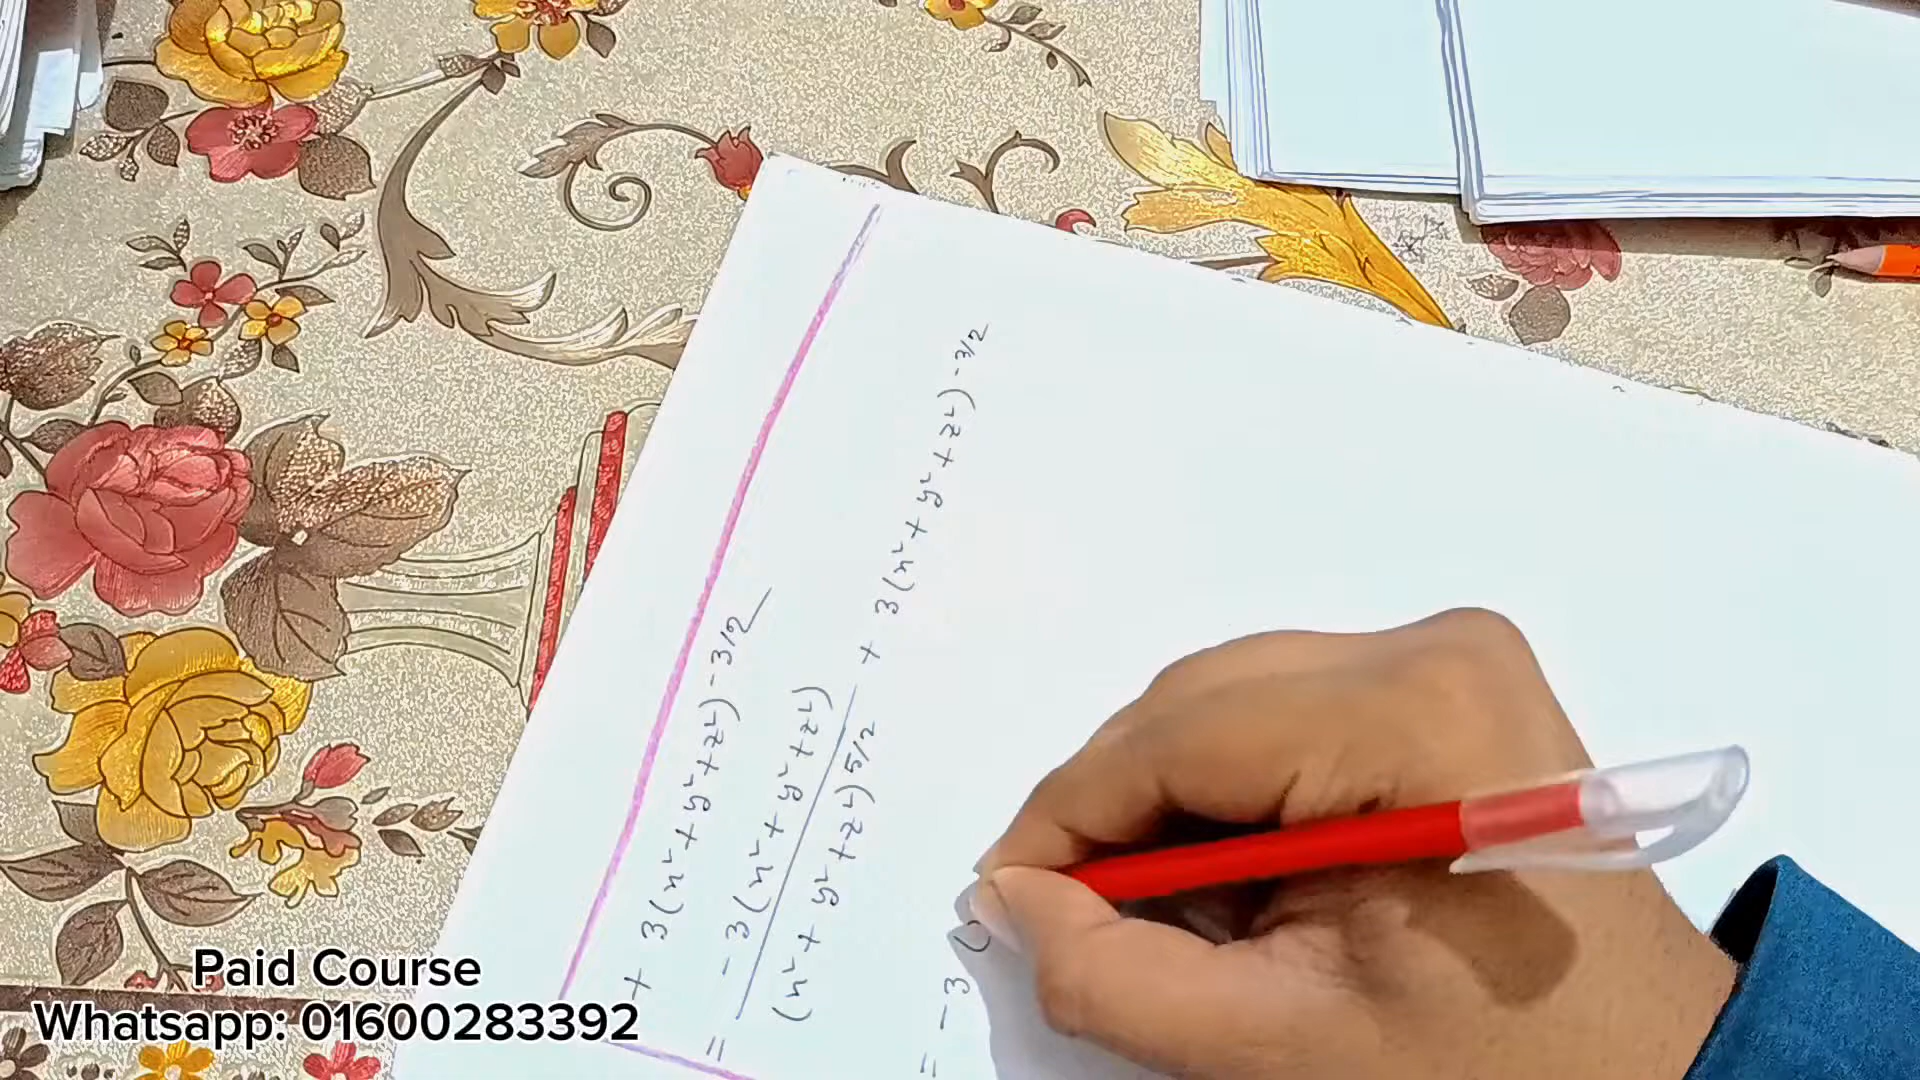 + 3(x²+y²+z²)^-3/2
= -3(x²+y²+z²)
(x²+y²+z²)^5/2 + 3(x²+y²+z²)^-3/2
= -3(
Paid Course
Whatsapp: 01600283392